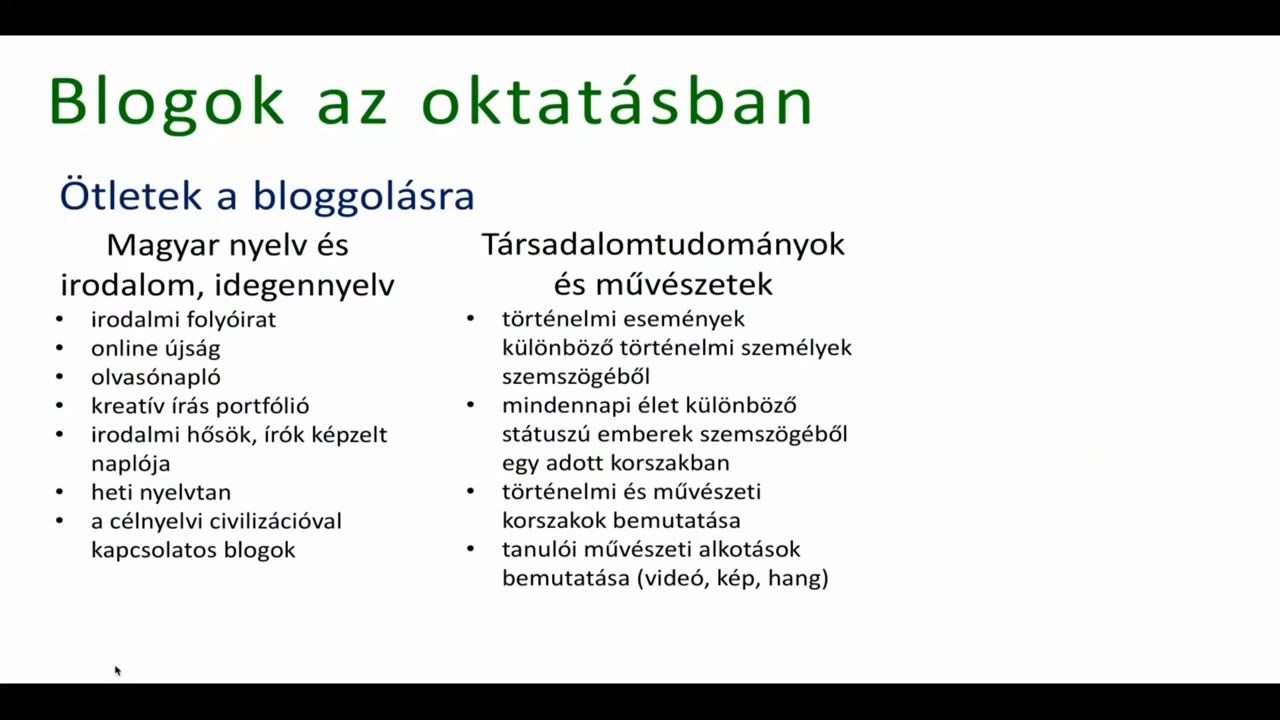 Blogok az oktatásban
Ötletek a bloggolásra
Magyar nyelv és
irodalom, idegennyelv
• irodalmi folyóirat
• online újság
• olvasónapló
• kreatív írás portfólió
• irodalmi hősök, írók képzelt
naplója
• heti nyelvtan
• a célnyelvi civilizációval
kapcsolatos blogok
Társadalomtudományok
és művészetek
• történelmi események
különböző történelmi személyek
szemszögéből
• mindennapi élet különböző
státuszú emberek szemszögéből
egy adott korszakban
• történelmi és művészeti
korszakok bemutatása
• tanulói művészeti alkotások
bemutatása (videó, kép, hang)